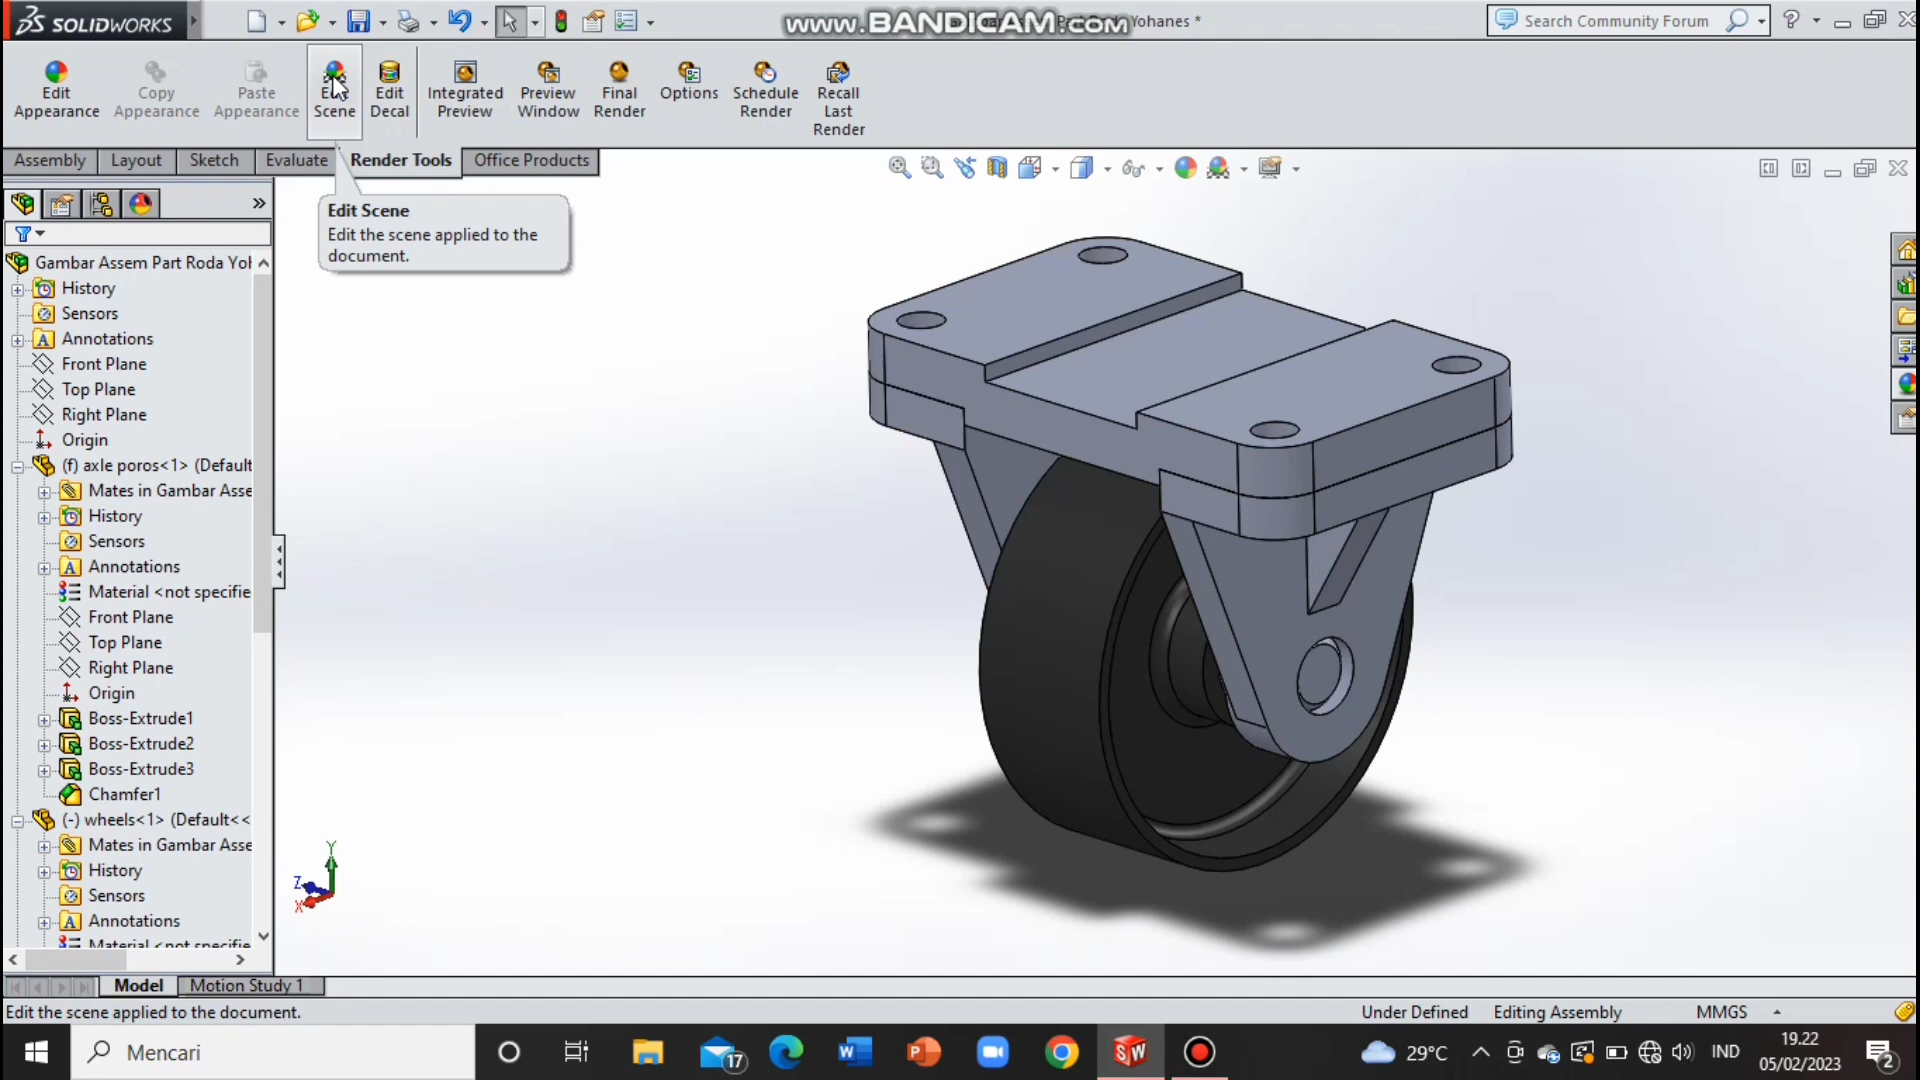 SOLIDWORKS
www.BANDICAM.com
Yohanes *
Search Community Forum
Edit Appearance
Copy Appearance
Paste Appearance
Scene
Edit Decal
Integrated Preview
Preview Window
Final Render
Options
Schedule Render
Recall Last Render
Assembly
Layout
Sketch
Evaluate
Render Tools
Office Products
Edit Scene
Edit the scene applied to the
document.
Gambar Assem Part Roda Yoh
History
Sensors
Annotations
Front Plane
Top Plane
Right Plane
Origin
(f) axle poros<1> (Default
Mates in Gambar Asse
History
Sensors
Annotations
Material <not specifie
Front Plane
Top Plane
Right Plane
Origin
Boss-Extrude1
Boss-Extrude2
Boss-Extrude3
Chamfer1
(-) wheels<1> (Default<<
Mates in Gambar Asse
History
Sensors
Annotations
Material <not specifie
Y
Z
X
Model
Motion Study 1
Edit the scene applied to the document.
Under Defined
Editing Assembly
MMGS
Mencari
17
29°C
IND
19.22
05/02/2023
2